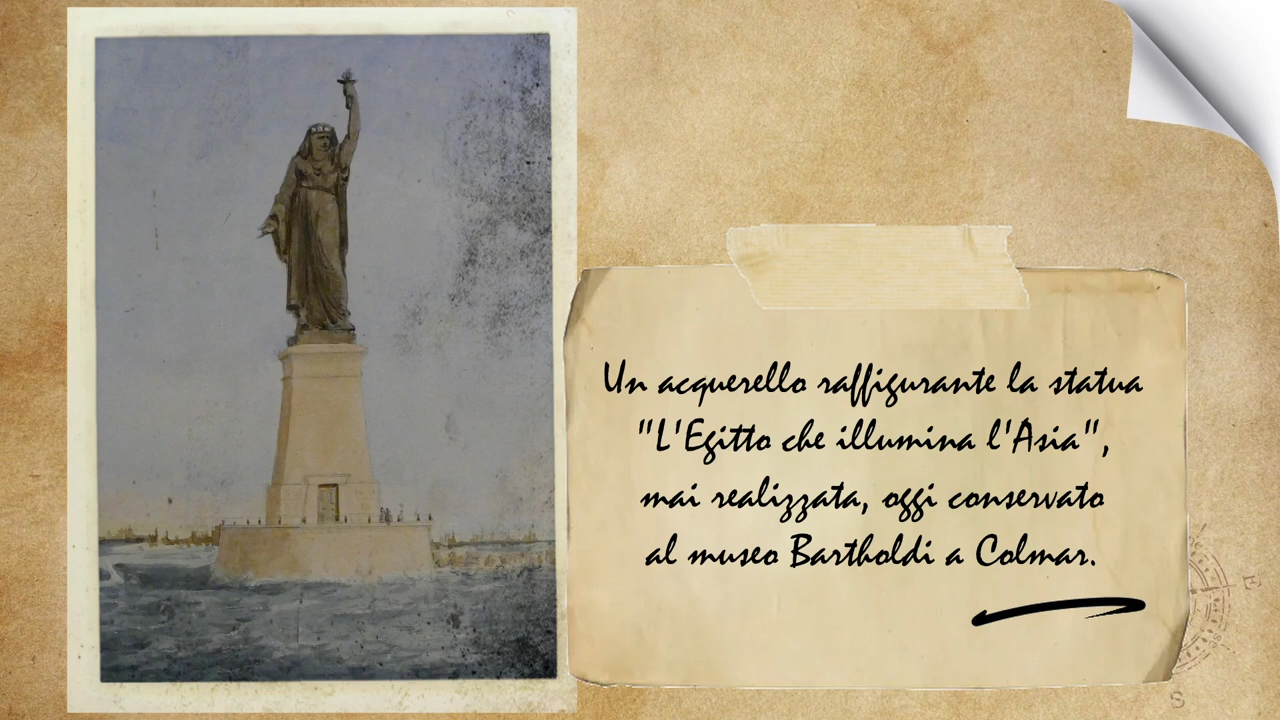 Un acquerello raffigurante la statua
"L'Egitto che illumina l'Asia",
mai realizzata, oggi conservato
al museo Bartholdi a Colmar.
E
S